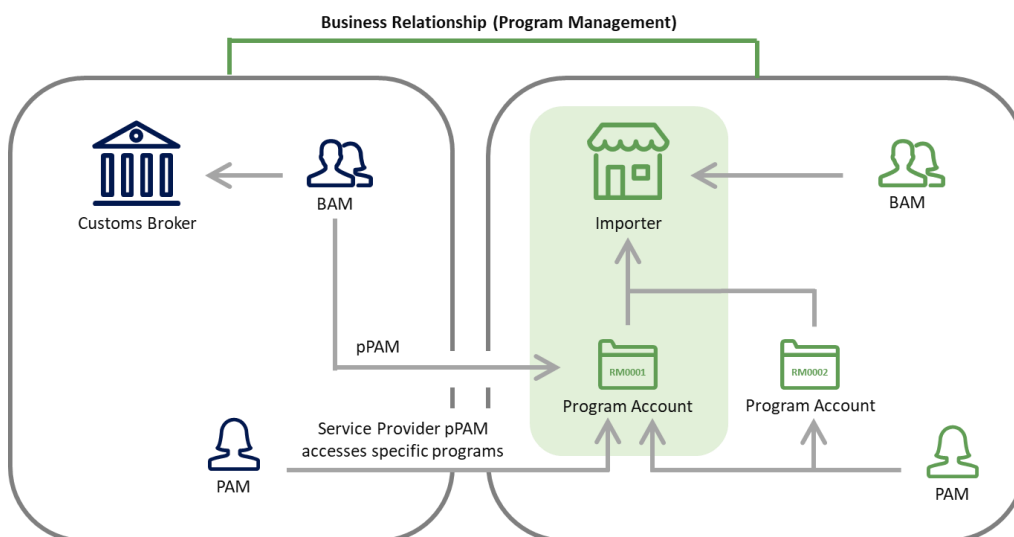 Business Relationship (Program Management)
Customs Broker
BAM
Importer
BAM
pPAM
RM0001
RM0002
Program Account
Program Account
Service Provider pPAM
accesses specific programs
PAM
PAM